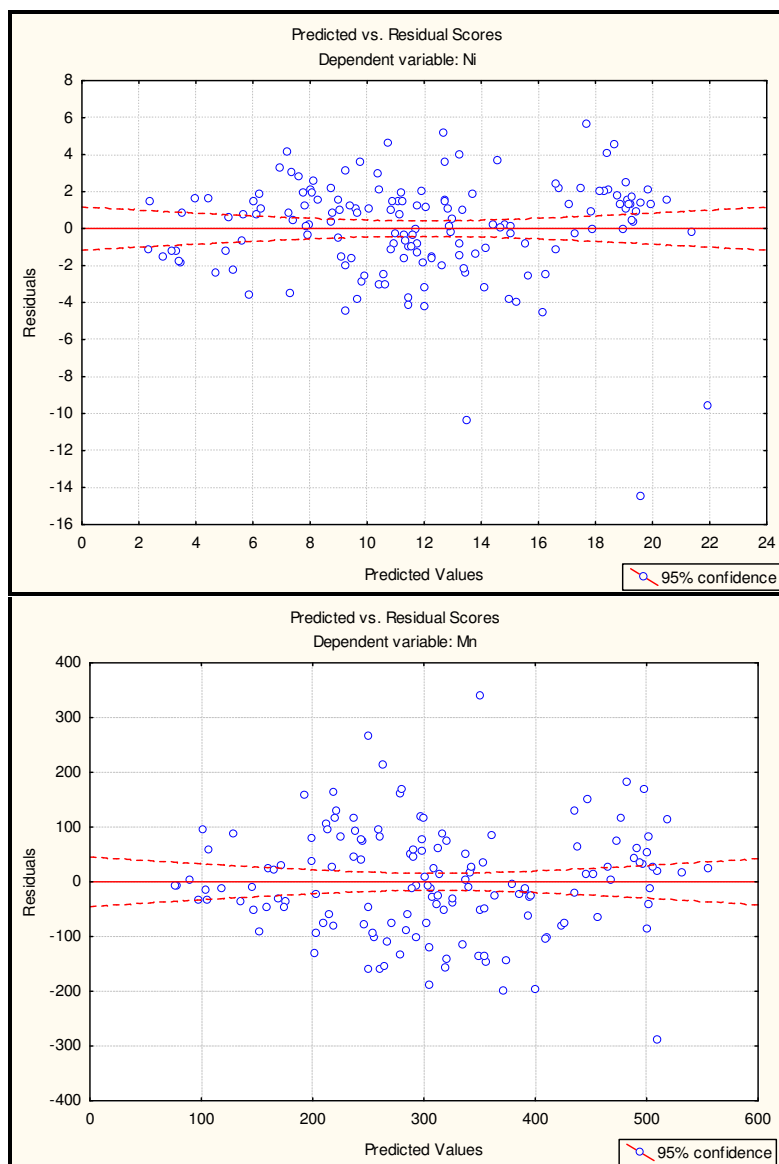 Predicted vs. Residual Scores
Dependent variable: Ni
8
6
4
2
0
-2
-4
-6
-8
-10
-12
-14
-16
Residuals
0 2 4 6 8 10 12 14 16 18 20 22 24
Predicted Values
95% confidence
Predicted vs. Residual Scores
Dependent variable: Mn
400
300
200
100
0
-100
-200
-300
-400
Residuals
0 100 200 300 400 500 600
Predicted Values
95% confidence